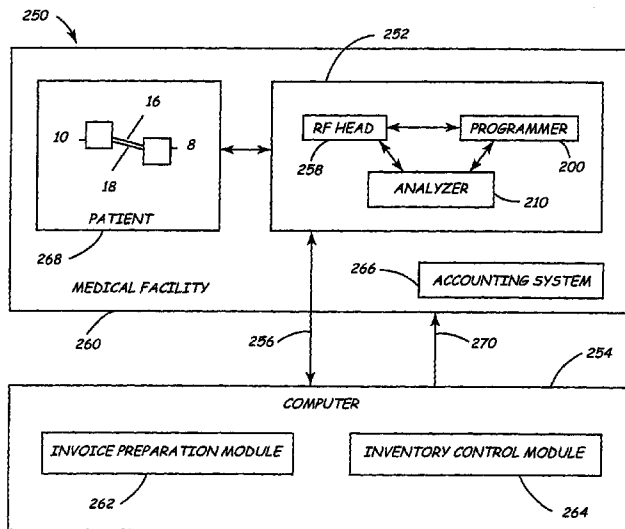 250
252
16
10
8
18
PATIENT
268
RF HEAD
258
PROGRAMMER
200
ANALYZER
210
266
ACCOUNTING SYSTEM
MEDICAL FACILITY
260
256
270
254
COMPUTER
INVOICE PREPARATION MODULE
262
INVENTORY CONTROL MODULE
264